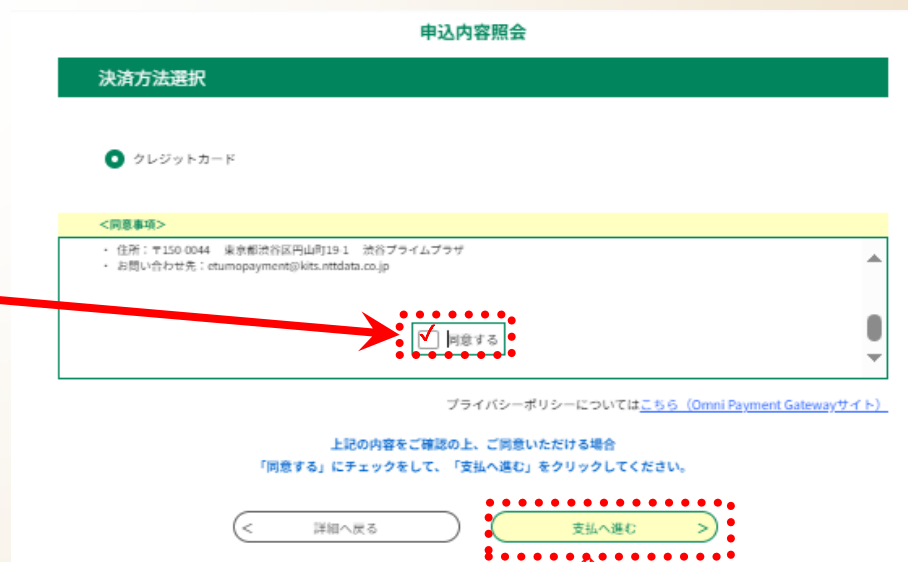 申込内容照会
決済方法選択
クレジットカード
<同意事項>
・ 住所：〒150-0044 東京都渋谷区円山町19-1 渋谷プライムプラザ
・ お問い合わせ先：etumopayment@kits.nttdata.co.jp
同意する
プライバシーポリシーについてはこちら（Omni Payment Gatewayサイト）
上記の内容をご確認の上、ご同意いただける場合
「同意する」にチェックをして、「支払へ進む」をクリックしてください。
< 詳細へ戻る
支払へ進む >